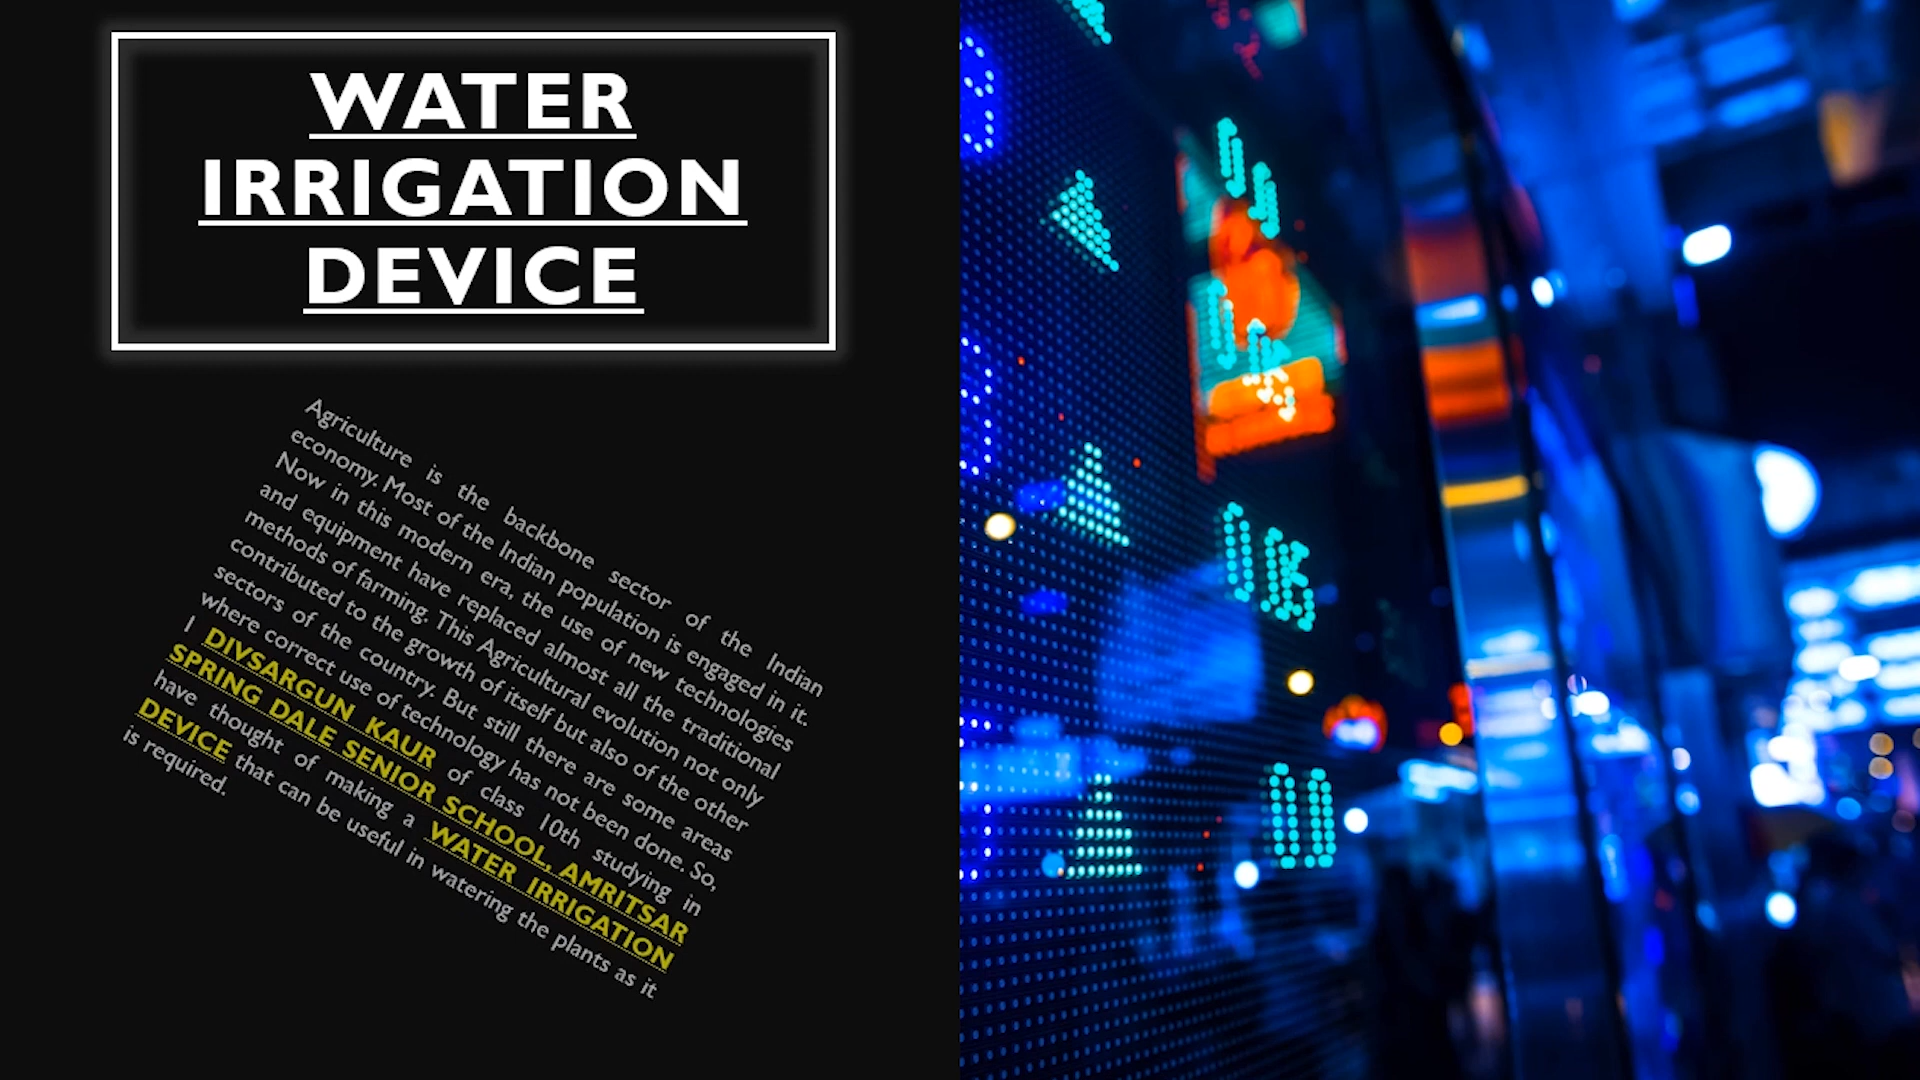 WATER
IRRIGATION
DEVICE
Agriculture is the backbone sector of the Indian
economy. Most of the Indian population is engaged in it.
Now in this modern era, the use of new technologies
and equipment have replaced almost all the traditional
methods of farming. This Agricultural evolution not only
contributed to the growth of itself but also of the other
sectors of the country. But still there are some areas
where correct use of technology has not been done. So,
I DIVSARGUN KAUR of class 10th studying in
SPRING DALE SENIOR SCHOOL, AMRITSAR
have thought of making a WATER IRRIGATION
DEVICE that can be useful in watering the plants as it
is required.